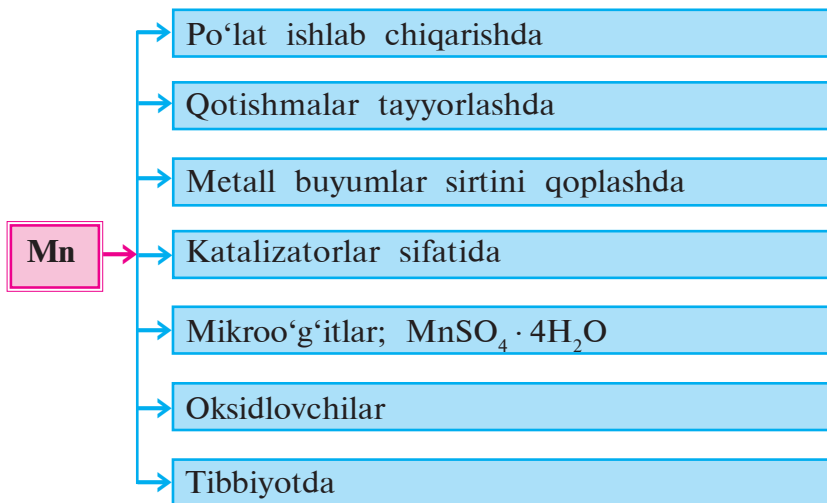 Po‘lat ishlab chiqarishda
Qotishmalar tayyorlashda
Metall buyumlar sirtini qoplashda
Mn
Katalizatorlar sifatida
Mikroo‘g‘itlar; MnSO₄ · 4H₂O
Oksidlovchilar
Tibbiyotda